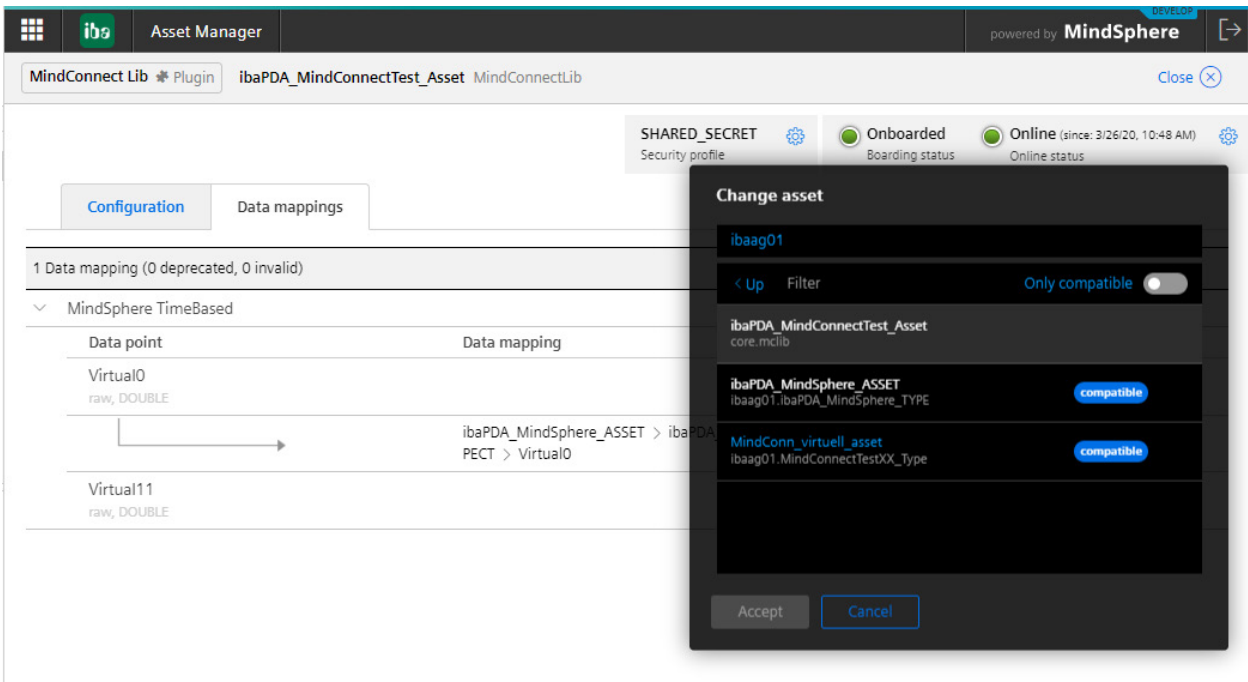 DEVELOP
iba Asset Manager powered by MindSphere
MindConnect Lib Plugin ibaPDA_MindConnectTest_Asset MindConnectLib Close
SHARED_SECRET Onboarded Online (since: 3/26/20, 10:48 AM)
Security profile Boarding status Online status
Configuration Data mappings
1 Data mapping (0 deprecated, 0 invalid)
MindSphere TimeBased
Data point Data mapping
Virtual0
raw, DOUBLE
ibaPDA_MindSphere_ASSET > ibaPDA
PECT > Virtual0
Virtual11
raw, DOUBLE
Change asset
ibaag01
< Up Filter Only compatible
ibaPDA_MindConnectTest_Asset
core.mclib
ibaPDA_MindSphere_ASSET compatible
ibaag01.ibaPDA_MindSphere_TYPE
MindConn_virtuell_asset compatible
ibaag01.MindConnectTestXX_Type
Accept Cancel